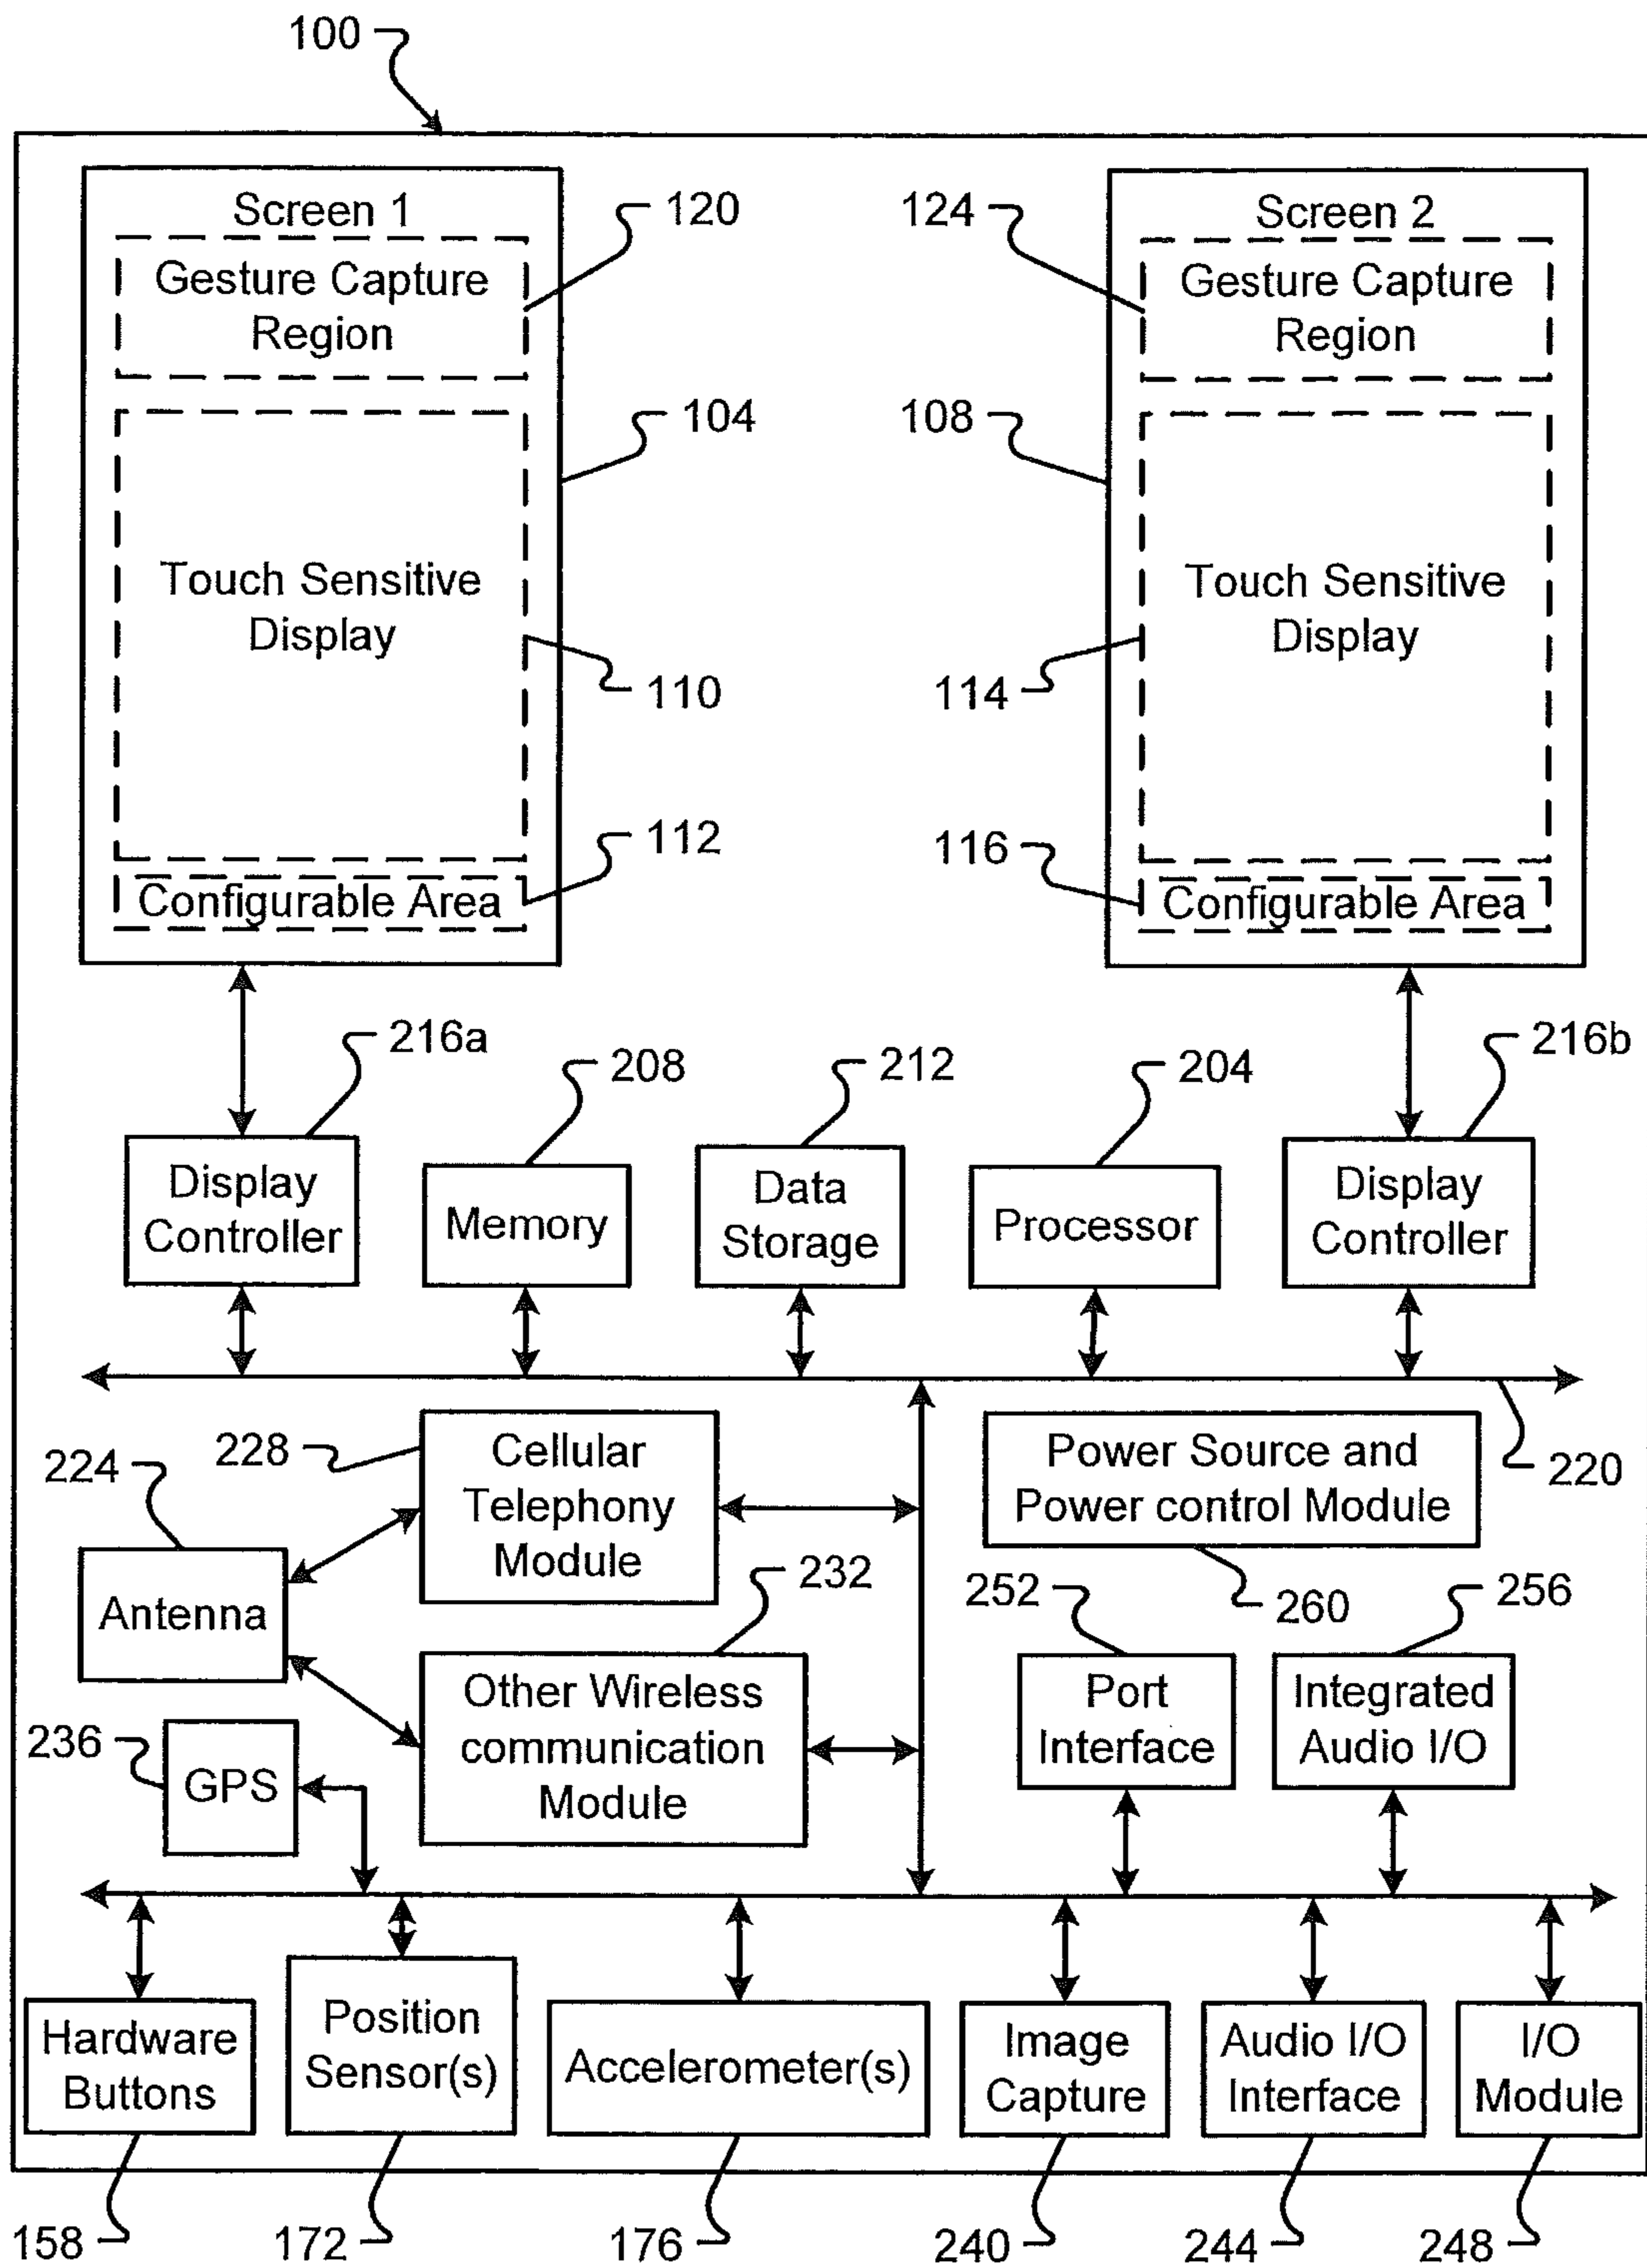 100
Screen 1
120
124
Screen 2
Gesture Capture
Region
Gesture Capture
Region
104
108
Touch Sensitive
Display
Touch Sensitive
Display
110
114
112
116
Configurable Area
Configurable Area
216a
208
212
204
216b
Display
Controller
Memory
Data
Storage
Processor
Display
Controller
228
Cellular
Telephony
Module
Power Source and
Power control Module
220
224
Antenna
232
252
260
256
Other Wireless
communication
Module
Port
Interface
Integrated
Audio I/O
236
GPS
Hardware
Buttons
Position
Sensor(s)
Accelerometer(s)
Image
Capture
Audio I/O
Interface
I/O
Module
158
172
176
240
244
248